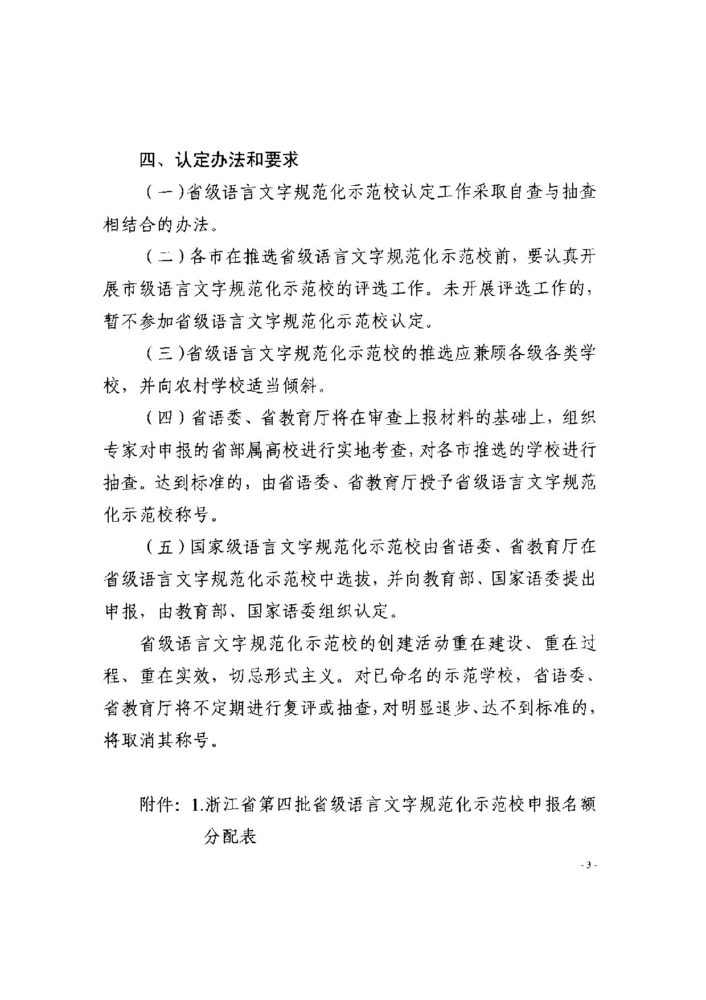 四、认定办法和要求
（一）省级语言文字规范化示范校认定工作采取自查与抽查
相结合的办法。
（二）各市在推选省级语言文字规范化示范校前，要认真开
展市级语言文字规范化示范校的评选工作。未开展评选工作的，
暂不参加省级语言文字规范化示范校认定。
（三）省级语言文字规范化示范校的推选应兼顾各级各类学
校，并向农村学校适当倾斜。
（四）省语委、省教育厅将在审查上报材料的基础上，组织
专家对申报的省部属高校进行实地考查，对各市推选的学校进行
抽查。达到标准的，由省语委、省教育厅授予省级语言文字规范
化示范校称号。
（五）国家级语言文字规范化示范校由省语委、省教育厅在
省级语言文字规范化示范校中选拔，并向教育部、国家语委提出
申报，由教育部、国家语委组织认定。
省级语言文字规范化示范校的创建活动重在建设、重在过
程、重在实效，切忌形式主义。对已命名的示范学校，省语委、
省教育厅将不定期进行复评或抽查，对明显退步、达不到标准的，
将取消其称号。
附件：1.浙江省第四批省级语言文字规范化示范校申报名额
分配表
- 3 -